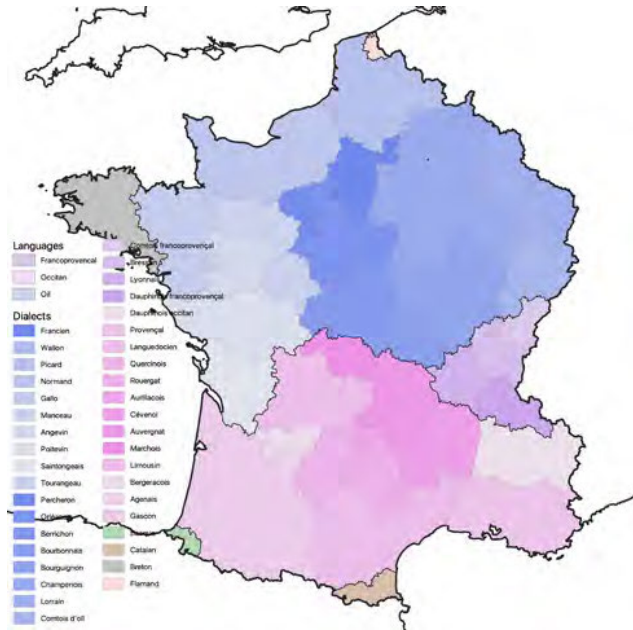 Languages
Francoprovencal
Occitan
Oil
Dialects
Francien
Wallon
Picard
Normand
Gallo
Manceau
Angevin
Poitevin
Saintongeais
Tourangeau
Percheron
Berrichon
Bourbonnais
Bourguignon
Champenois
Lorrain
Comtois d'oïl
francoprovençal
Lyonnais
Dauphinois francoprovençal
Dauphinois occitan
Provençal
Languedocien
Quercinois
Rouergat
Aurillacois
Cévenol
Auvergnat
Marchois
Limousin
Bergeracois
Agenais
Gascon
Catalan
Breton
Flamand